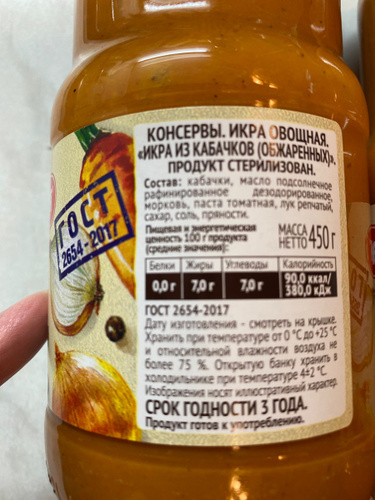 КОНСЕРВЫ. ИКРА ОВОЩНАЯ.
«ИКРА ИЗ КАБАЧКОВ (ОБЖАРЕННЫХ)».
ПРОДУКТ СТЕРИЛИЗОВАН.
Состав: кабачки, масло подсолнечное
рафинированное дезодорированное,
морковь, паста томатная, лук репчатый,
сахар, соль, пряности.
Пищевая и энергетическая
ценность 100 г продукта
(средние значения):
МАССА
НЕТТО 450 г
Белки Жиры Углеводы Калорийность
0,0 г 7,0 г 7,0 г 90,0 ккал/
380,0 кДж
ГОСТ 2654-2017
Дату изготовления - смотреть на крышке.
Хранить при температуре от 0 °С до +25 °С
и относительной влажности воздуха не
более 75 %. Открытую банку хранить в
холодильнике при температуре 4±2 °С.
Изображения носят иллюстративный характер.
СРОК ГОДНОСТИ 3 ГОДА.
Продукт готов к употреблению.
ГОСТ
2654-2017